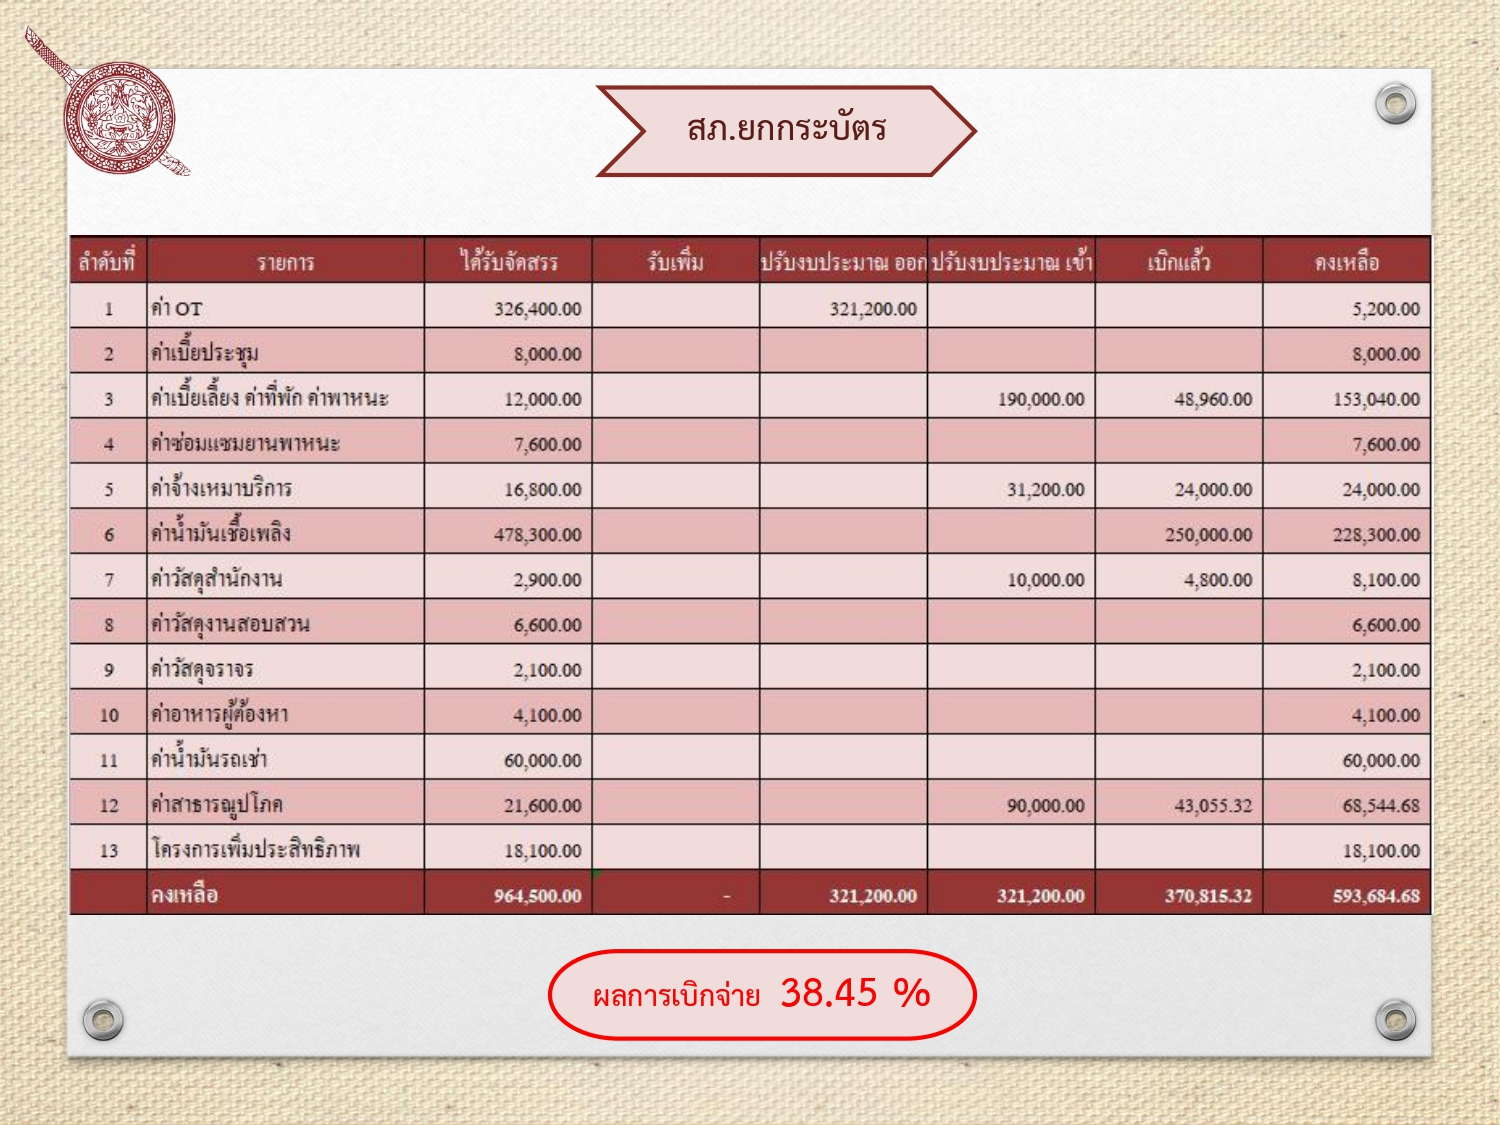 สภ.ยกกระบัตร
ลำดับที่ รายการ ได้รับจัดสรร รับเพิ่ม ปรับงบประมาณ ออก ปรับงบประมาณ เข้า เบิกแล้ว คงเหลือ
1 ค่า OT 326,400.00 321,200.00 5,200.00
2 ค่าเบี้ยประชุม 8,000.00 8,000.00
3 ค่าเบี้ยเลี้ยง ค่าที่พัก ค่าพาหนะ 12,000.00 190,000.00 48,960.00 153,040.00
4 ค่าซ่อมแซมยานพาหนะ 7,600.00 7,600.00
5 ค่าจ้างเหมาบริการ 16,800.00 31,200.00 24,000.00 24,000.00
6 ค่าน้ำมันเชื้อเพลิง 478,300.00 250,000.00 228,300.00
7 ค่าวัสดุสำนักงาน 2,900.00 10,000.00 4,800.00 8,100.00
8 ค่าวัสดุงานสอบสวน 6,600.00 6,600.00
9 ค่าวัสดุจราจร 2,100.00 2,100.00
10 ค่าอาหารผู้ต้องหา 4,100.00 4,100.00
11 ค่าน้ำมันรถเช่า 60,000.00 60,000.00
12 ค่าสาธารณูปโภค 21,600.00 90,000.00 43,055.32 68,544.68
13 โครงการเพิ่มประสิทธิภาพ 18,100.00 18,100.00
คงเหลือ 964,500.00 - 321,200.00 321,200.00 370,815.32 593,684.68
ผลการเบิกจ่าย 38.45 %